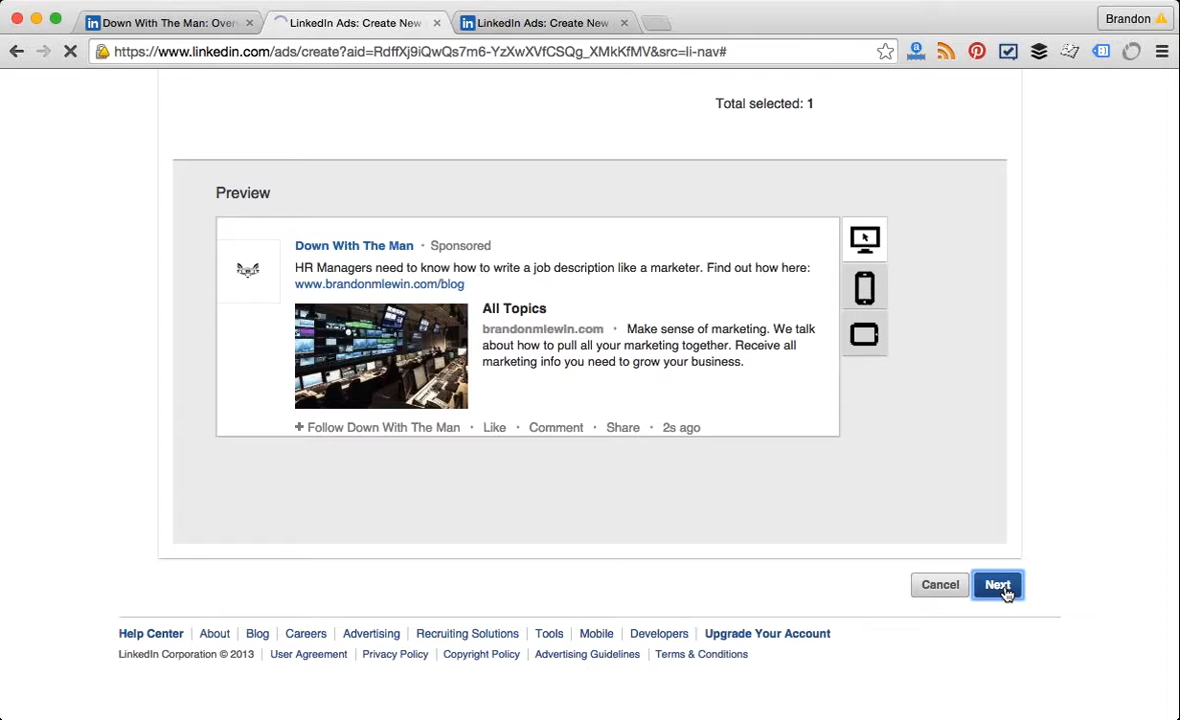 Down With The Man: Over
LinkedIn Ads: Create New
LinkedIn Ads: Create New
Brandon
https://www.linkedin.com/ads/create?aid=RdffXj9iQwQs7m6-YzXwXVfCSQg_XMkKfMV&src=li-nav#
Total selected: 1
Preview
Down With The Man · Sponsored
HR Managers need to know how to write a job description like a marketer. Find out how here:
www.brandonmlewin.com/blog
All Topics
brandonmlewin.com · Make sense of marketing. We talk
about how to pull all your marketing together. Receive all
marketing info you need to grow your business.
Follow Down With The Man · Like · Comment · Share · 2s ago
Cancel Next
Help Center About Blog Careers Advertising Recruiting Solutions Tools Mobile Developers Upgrade Your Account
LinkedIn Corporation © 2013 User Agreement Privacy Policy Copyright Policy Advertising Guidelines Terms & Conditions